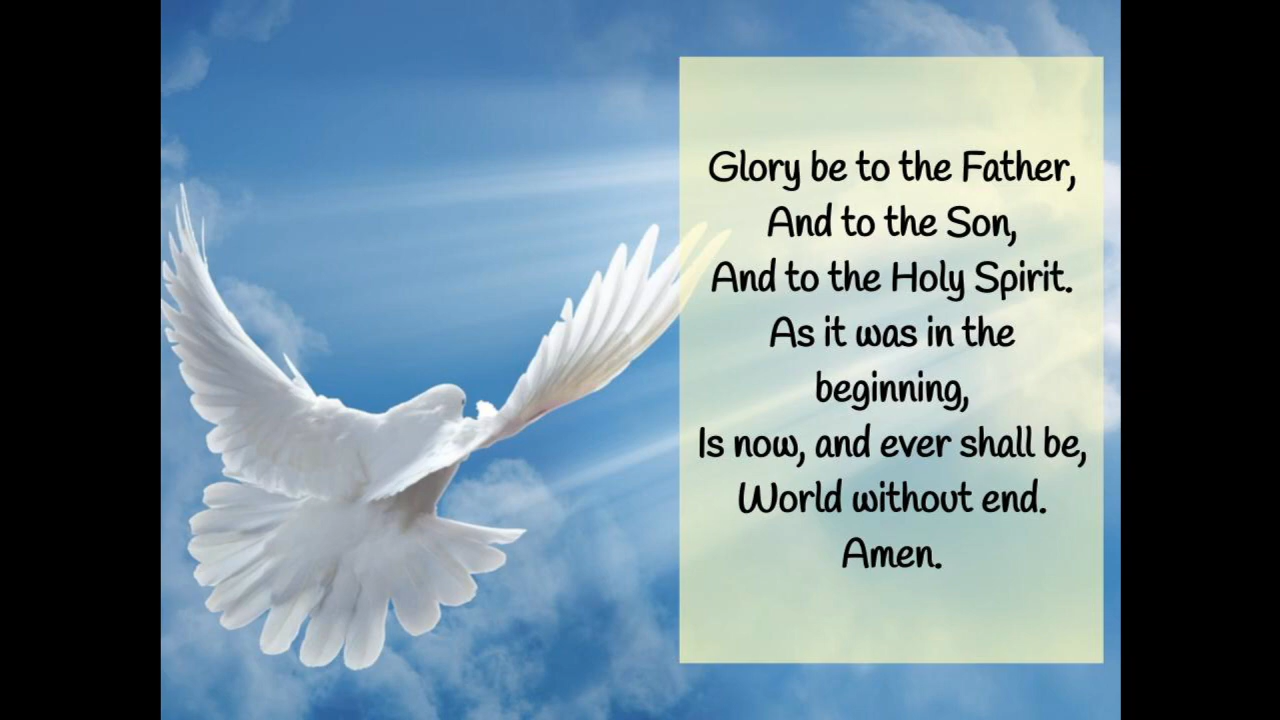 Glory be to the Father,
And to the Son,
And to the Holy Spirit.
As it was in the
beginning,
Is now, and ever shall be,
World without end.
Amen.